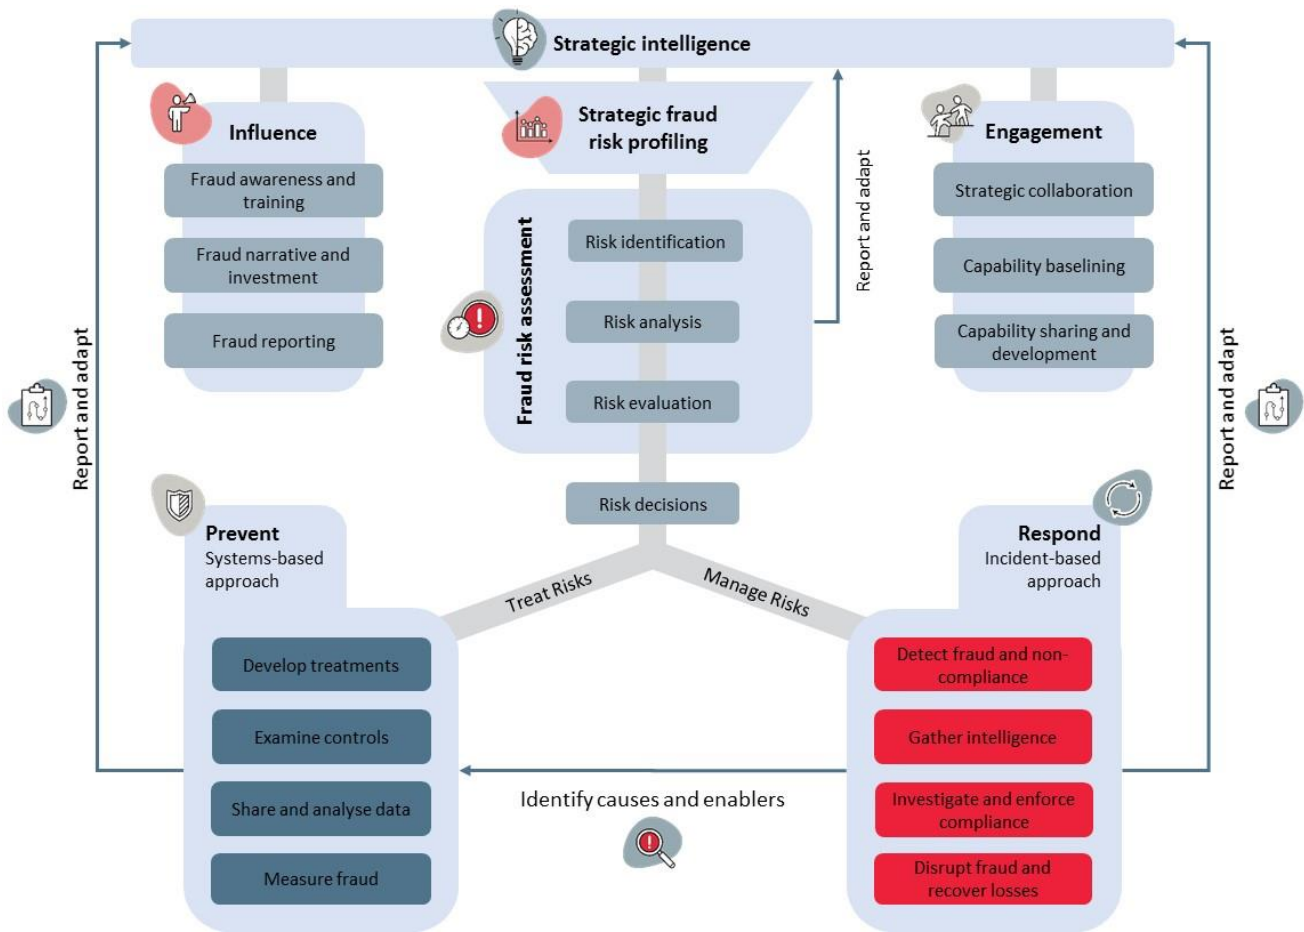 Strategic intelligence
Influence
Fraud awareness and
training
Fraud narrative and
investment
Fraud reporting
Strategic fraud
risk profiling
Fraud risk assessment
Risk identification
Risk analysis
Risk evaluation
Risk decisions
Report and adapt
Engagement
Strategic collaboration
Capability baselining
Capability sharing and
development
Report and adapt
Report and adapt
Treat Risks
Manage Risks
Prevent
Systems-based
approach
Develop treatments
Examine controls
Share and analyse data
Measure fraud
Identify causes and enablers
Respond
Incident-based
approach
Detect fraud and non-
compliance
Gather intelligence
Investigate and enforce
compliance
Disrupt fraud and
recover losses